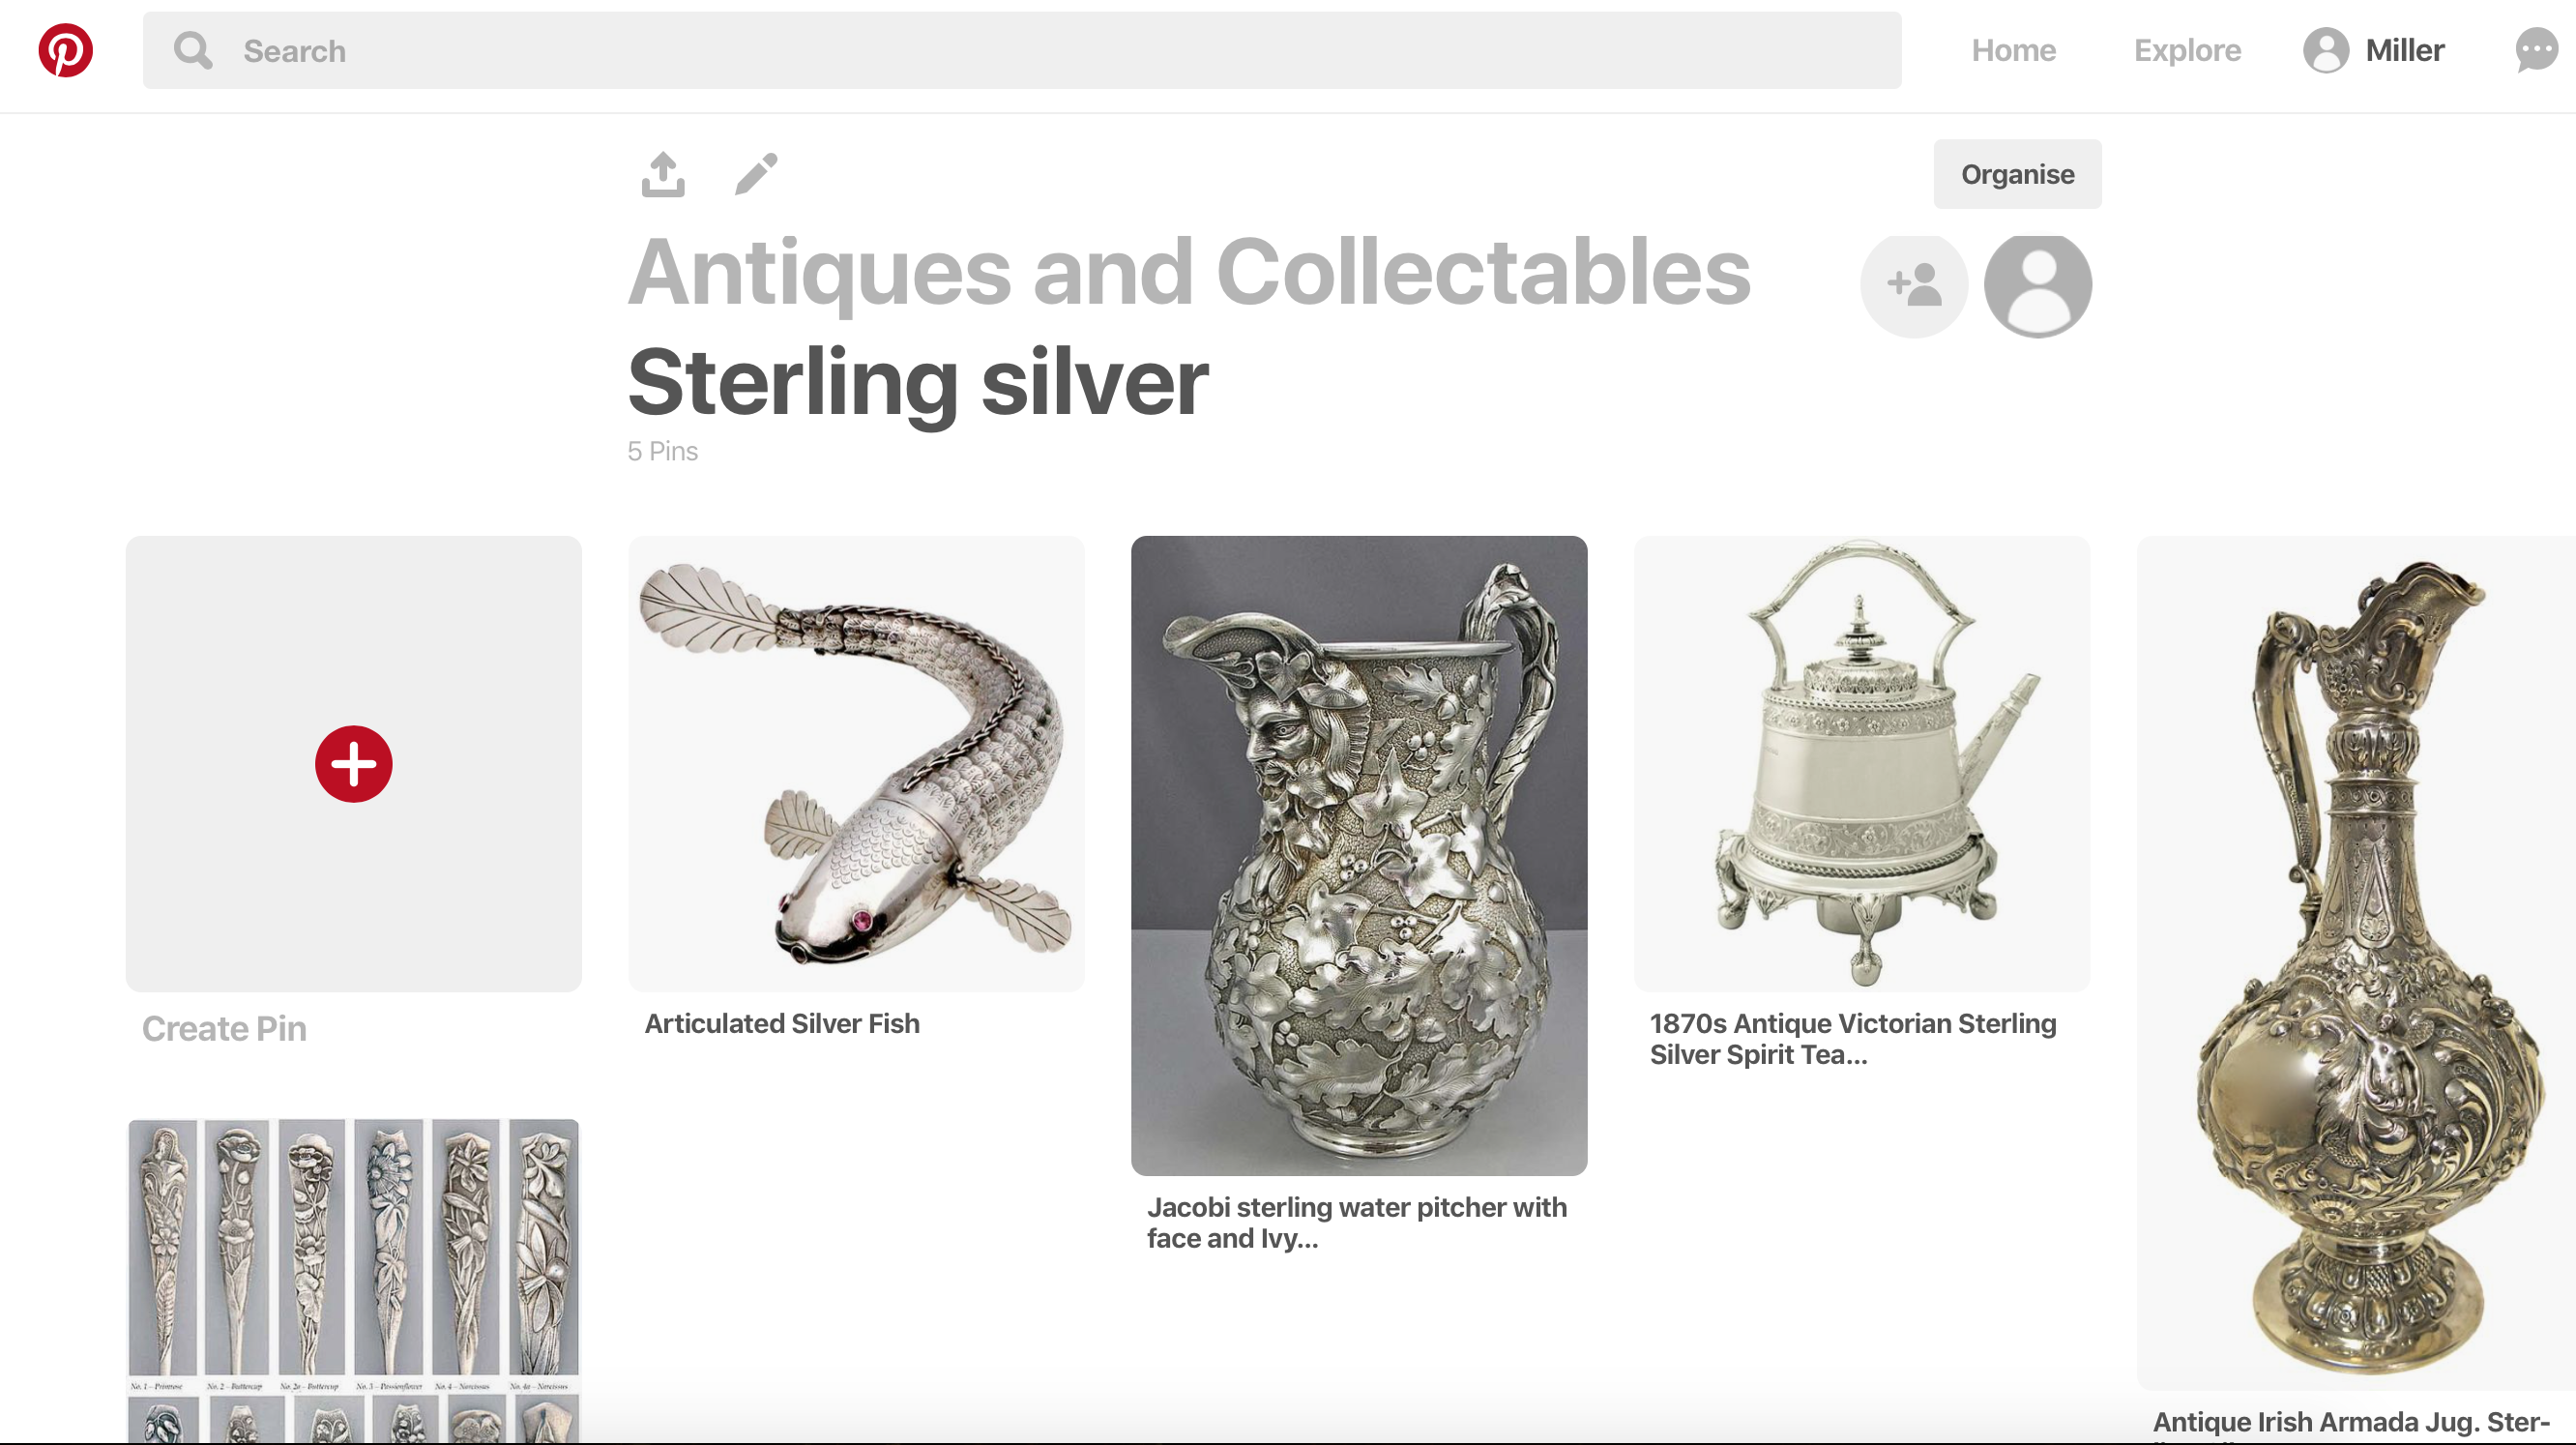 Search
Home
Explore
Miller
Organise
Antiques and Collectables
Sterling silver
5 Pins
Create Pin
Articulated Silver Fish
Jacobi sterling water pitcher with
face and Ivy...
1870s Antique Victorian Sterling
Silver Spirit Tea...
No. 1 – Primrose
No. 2 – Buttercup
No. 2a – Buttercup
No. 3 – Passionflower
No. 4 – Narcissus
No. 4a – Narcissus
Antique Irish Armada Jug. Ster-